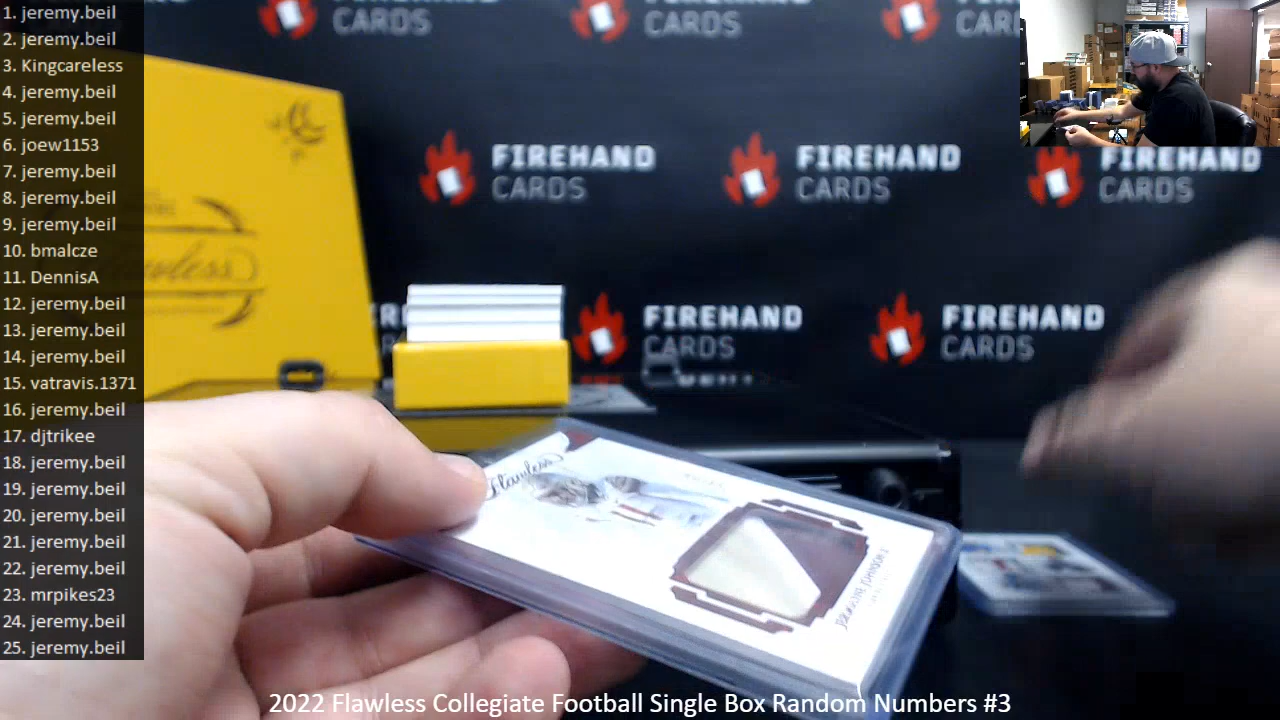 1. jeremy.beil
2. jeremy.beil
3. Kingcareless
4. jeremy.beil
5. jeremy.beil
6. joew1153
7. jeremy.beil
8. jeremy.beil
9. jeremy.beil
10. bmalcze
11. DennisA
12. jeremy.beil
13. jeremy.beil
14. jeremy.beil
15. vatravis.1371
16. jeremy.beil
17. djtrikee
18. jeremy.beil
19. jeremy.beil
20. jeremy.beil
21. jeremy.beil
22. jeremy.beil
23. mrpikes23
24. jeremy.beil
25. jeremy.beil
FIREHAND
CARDS
FIREHAND
CARDS
FIREHAND
CARDS
FIREHAND
CARDS
FIREHAND
CARDS
FIREHAND
CARDS
Flawless
2022 Flawless Collegiate Football Single Box Random Numbers #3